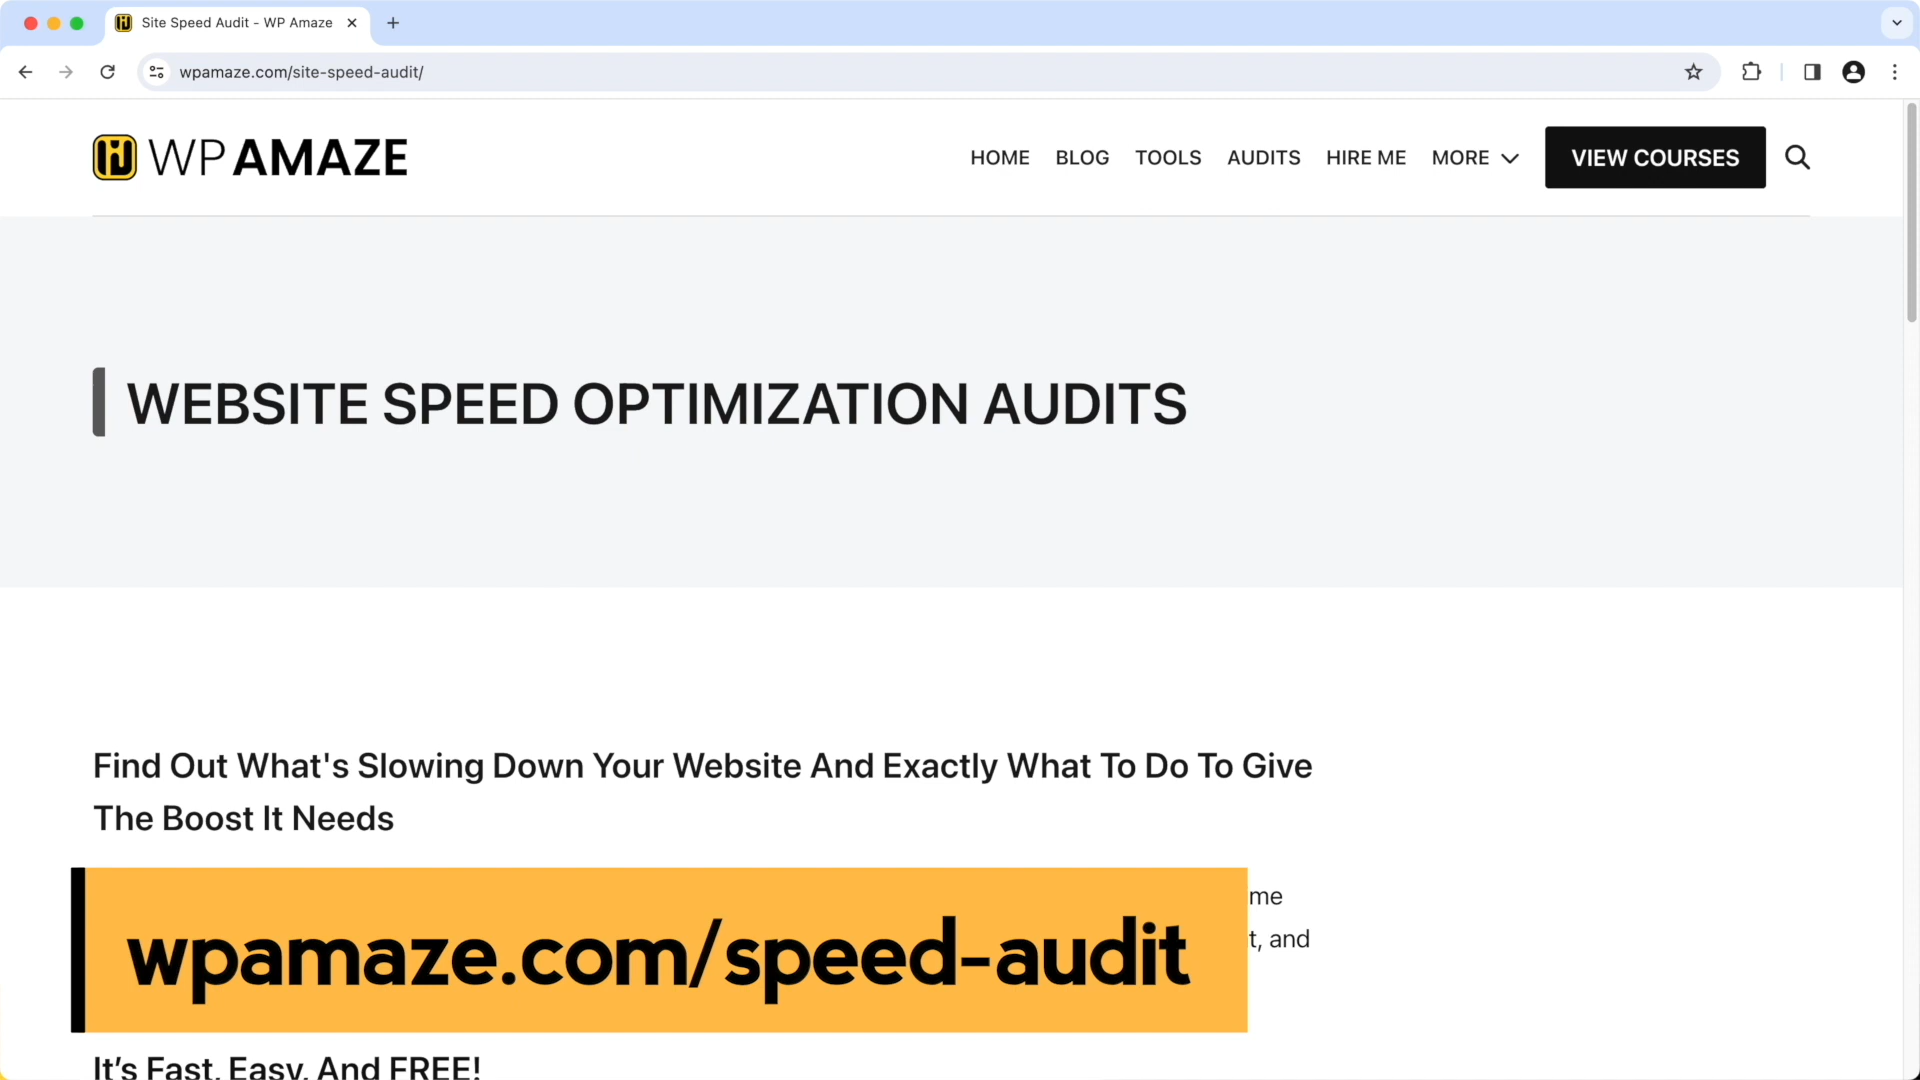 Site Speed Audit - WP Amaze
wpamaze.com/site-speed-audit/
WP AMAZE
HOME BLOG TOOLS AUDITS HIRE ME MORE VIEW COURSES
WEBSITE SPEED OPTIMIZATION AUDITS
Find Out What's Slowing Down Your Website And Exactly What To Do To Give
The Boost It Needs
me
t, and
wpamaze.com/speed-audit
It’s Fast, Easy, And FREE!